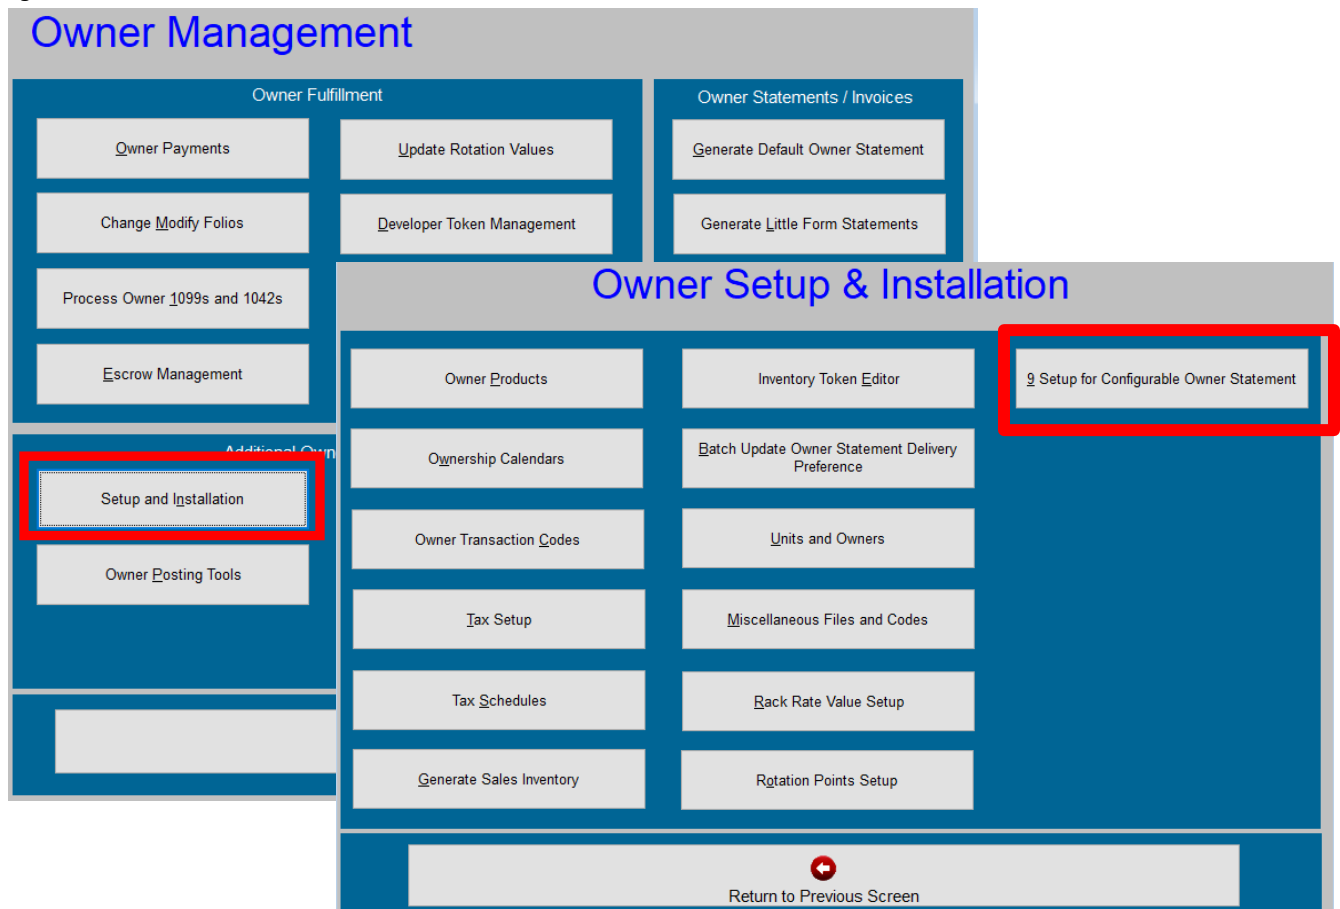 Owner Management
Owner Fulfillment
Owner Statements / Invoices
Owner Payments
Update Rotation Values
Generate Default Owner Statement
Change Modify Folios
Developer Token Management
Generate Little Form Statements
Process Owner 1099s and 1042s
Escrow Management
Setup and Installation
Owner Posting Tools
Owner Setup & Installation
Owner Products
Inventory Token Editor
9 Setup for Configurable Owner Statement
Ownership Calendars
Batch Update Owner Statement Delivery
Preference
Owner Transaction Codes
Units and Owners
Tax Setup
Miscellaneous Files and Codes
Tax Schedules
Rack Rate Value Setup
Generate Sales Inventory
Rotation Points Setup
Return to Previous Screen